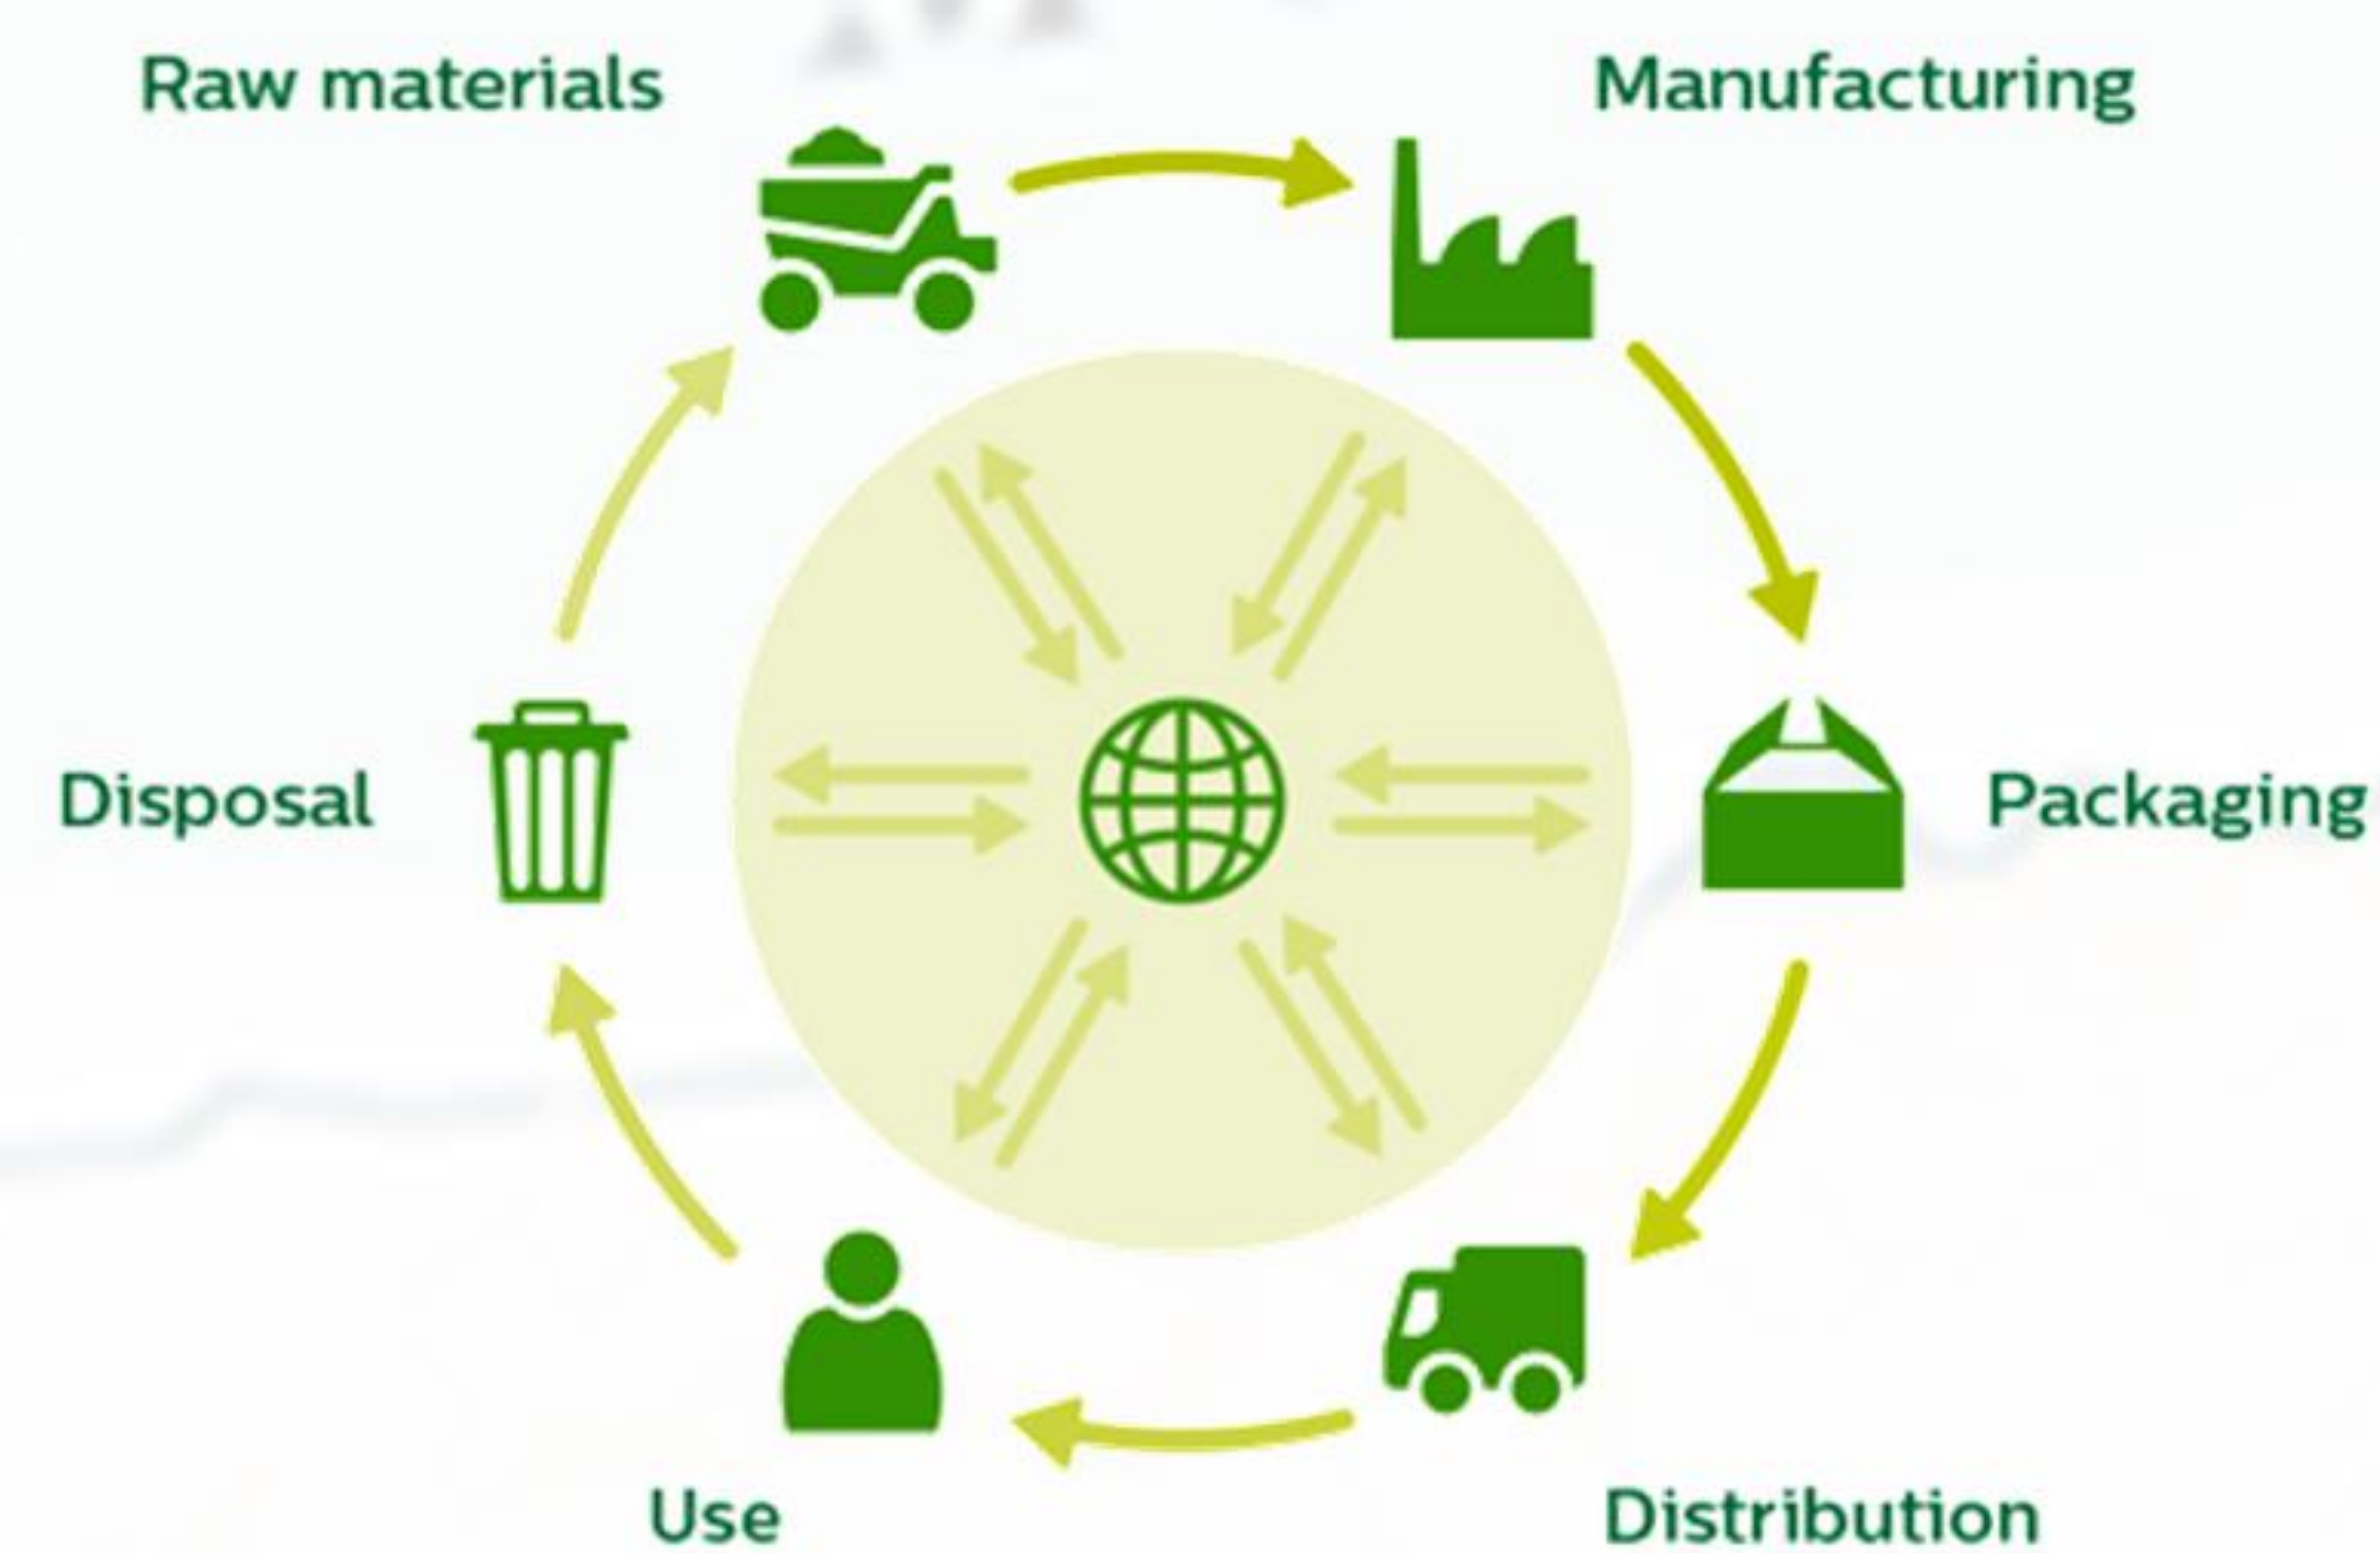 Raw materials
Manufacturing
Disposal
Packaging
Use
Distribution